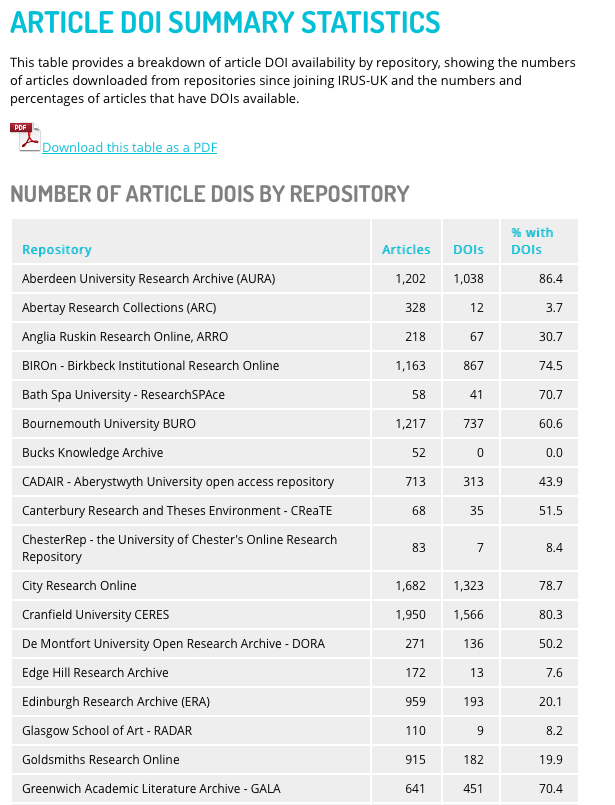 ARTICLE DOI SUMMARY STATISTICS
This table provides a breakdown of article DOI availability by repository, showing the numbers
of articles downloaded from repositories since joining IRUS-UK and the numbers and
percentages of articles that have DOIs available.
PDF Download this table as a PDF
NUMBER OF ARTICLE DOIS BY REPOSITORY
Repository Articles DOIs % with
DOIs
Aberdeen University Research Archive (AURA) 1,202 1,038 86.4
Abertay Research Collections (ARC) 328 12 3.7
Anglia Ruskin Research Online, ARRO 218 67 30.7
BIROn - Birkbeck Institutional Research Online 1,163 867 74.5
Bath Spa University - ResearchSPAce 58 41 70.7
Bournemouth University BURO 1,217 737 60.6
Bucks Knowledge Archive 52 0 0.0
CADAIR - Aberystwyth University open access repository 713 313 43.9
Canterbury Research and Theses Environment - CReaTE 68 35 51.5
ChesterRep - the University of Chester's Online Research
Repository 83 7 8.4
City Research Online 1,682 1,323 78.7
Cranfield University CERES 1,950 1,566 80.3
De Montfort University Open Research Archive - DORA 271 136 50.2
Edge Hill Research Archive 172 13 7.6
Edinburgh Research Archive (ERA) 959 193 20.1
Glasgow School of Art - RADAR 110 9 8.2
Goldsmiths Research Online 915 182 19.9
Greenwich Academic Literature Archive - GALA 641 451 70.4